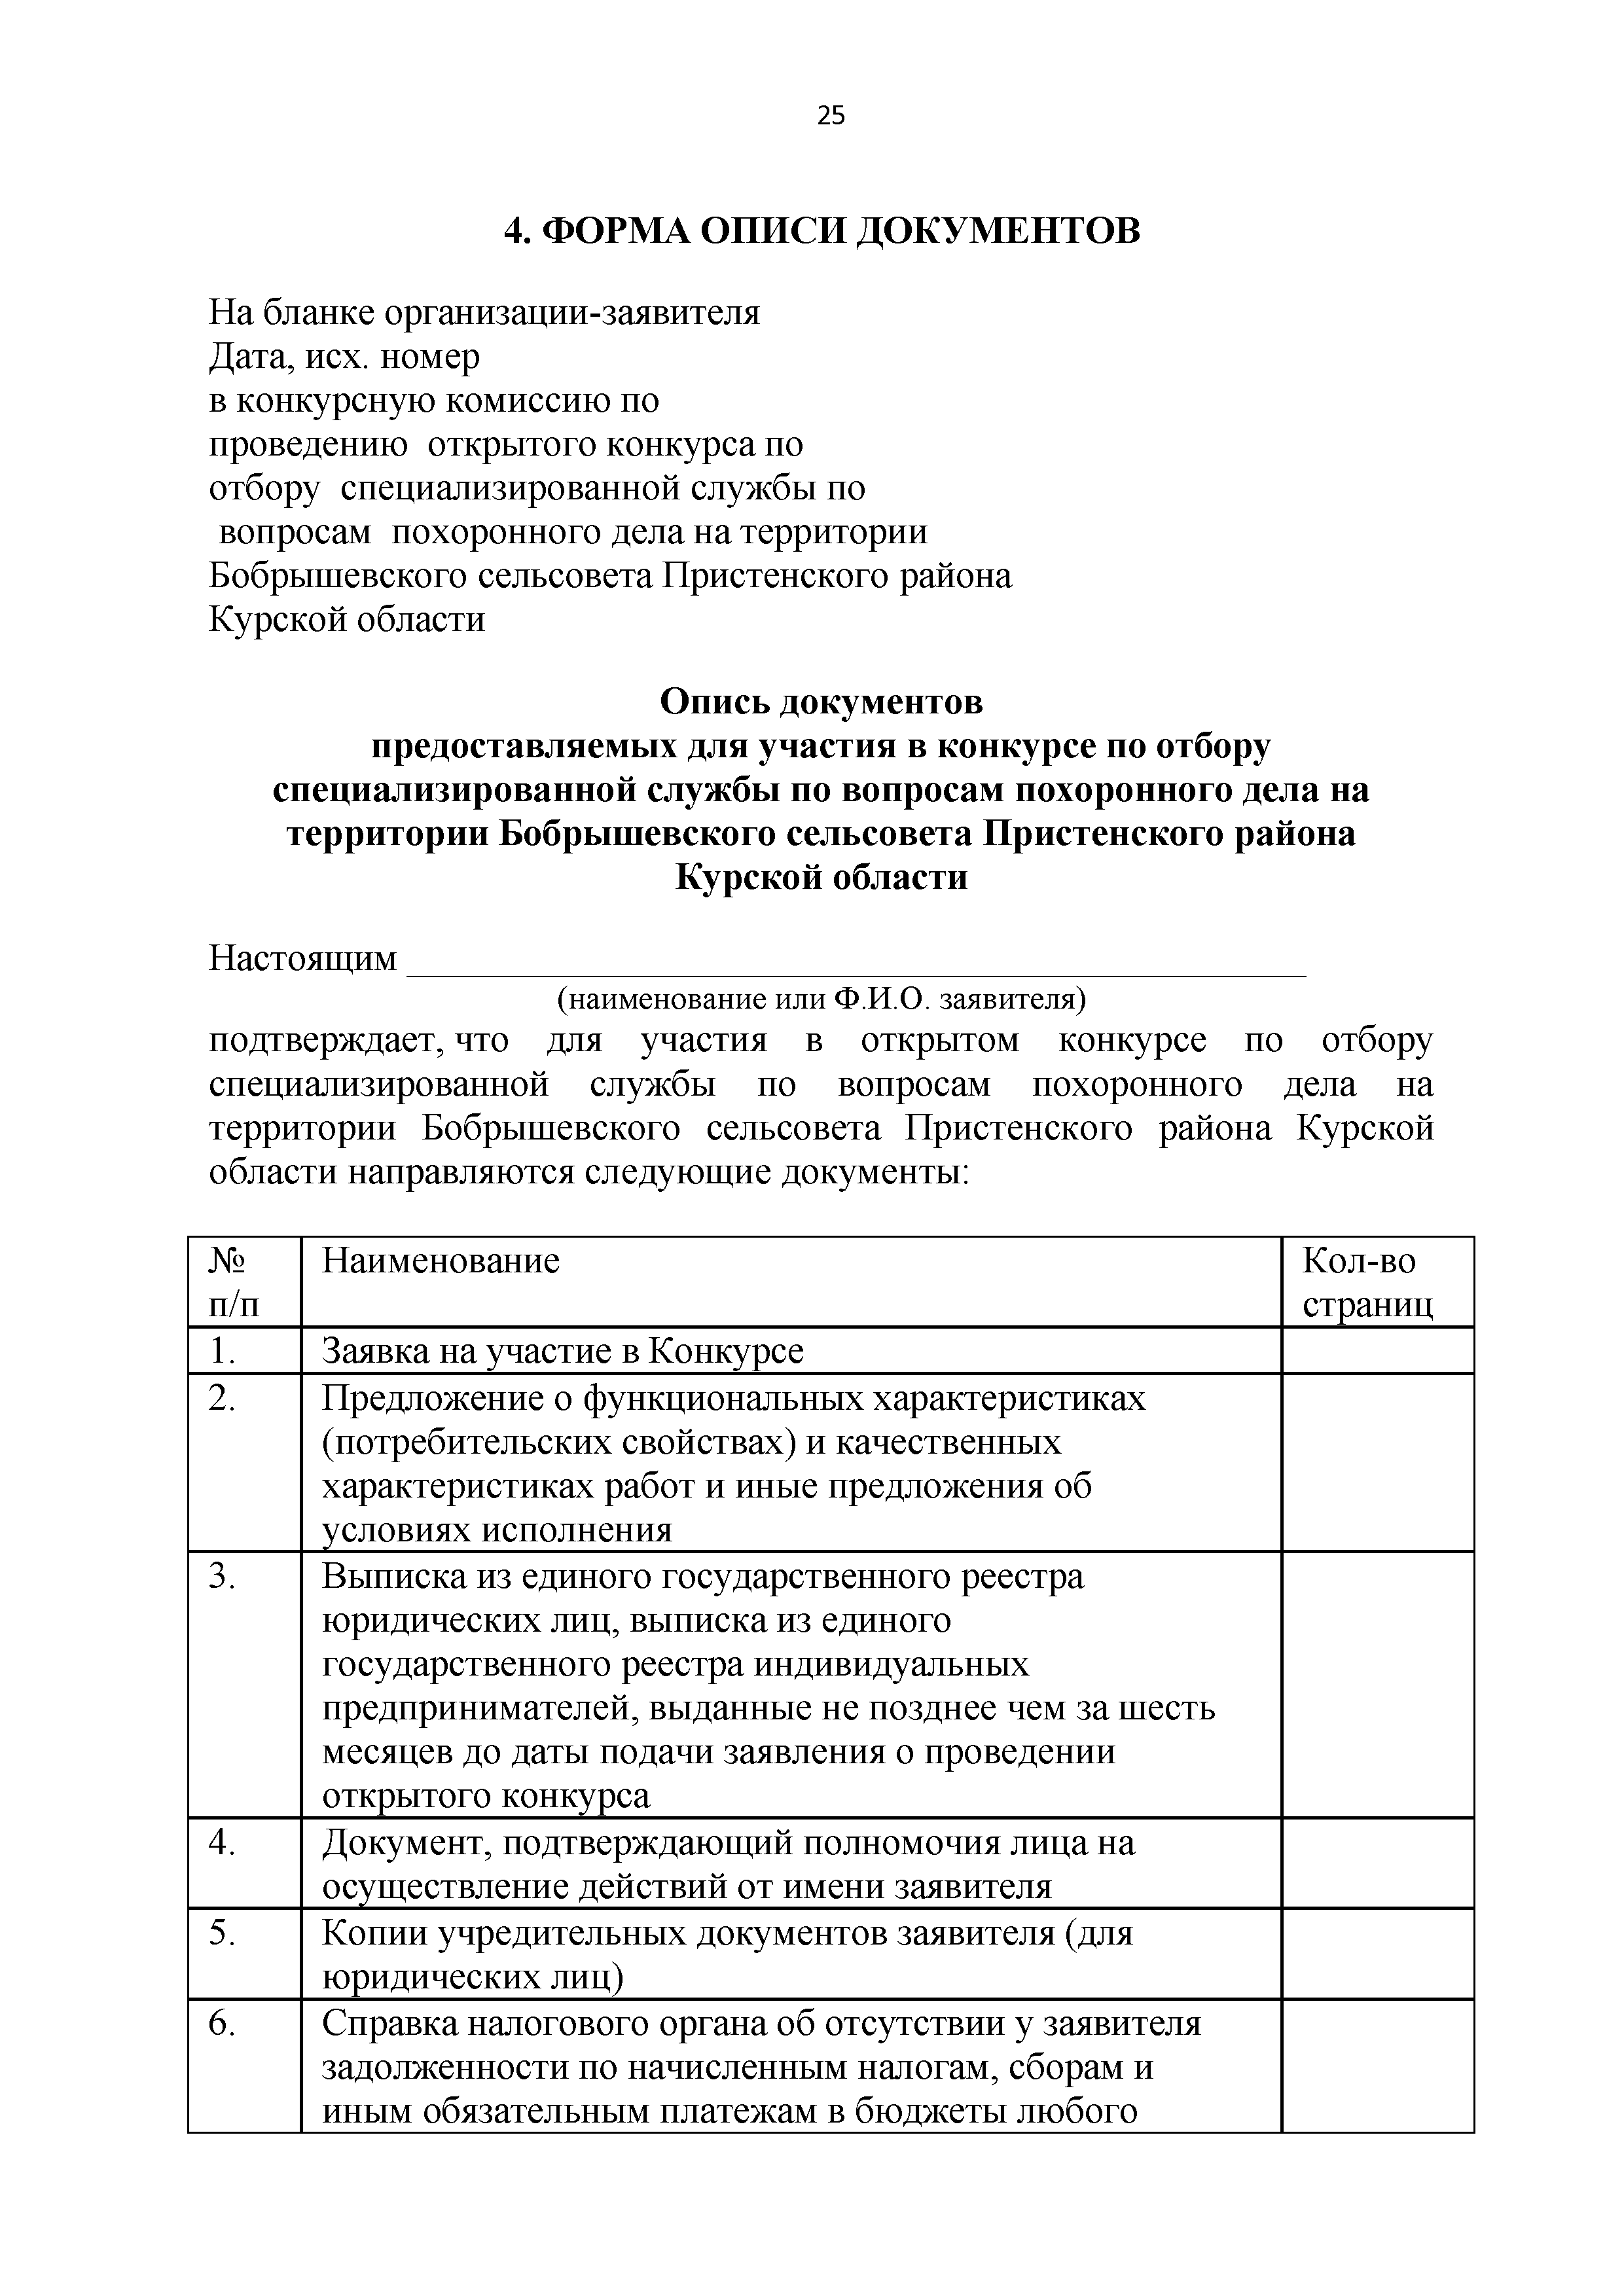 25
4. ФОРМА ОПИСИ ДОКУМЕНТОВ
На бланке организации-заявителя
Дата, исх. номер
в конкурсную комиссию по
проведению  открытого конкурса по
отбору  специализированной службы по
вопросам  похоронного дела на территории
Бобрышевского сельсовета Пристенского района
Курской области
Опись документов
предоставляемых для участия в конкурсе по отбору
специализированной службы по вопросам похоронного дела на
территории Бобрышевского сельсовета Пристенского района
Курской области
Настоящим ______________________________________________
(наименование или Ф.И.О. заявителя)
подтверждает, что для участия в открытом конкурсе по отбору
специализированной службы по вопросам похоронного дела на
территории Бобрышевского сельсовета Пристенского района Курской
области направляются следующие документы:
№ п/п Наименование Кол-во страниц
1. Заявка на участие в Конкурсе
2. Предложение о функциональных характеристиках
(потребительских свойствах) и качественных
характеристиках работ и иные предложения об
условиях исполнения
3. Выписка из единого государственного реестра
юридических лиц, выписка из единого
государственного реестра индивидуальных
предпринимателей, выданные не позднее чем за шесть
месяцев до даты подачи заявления о проведении
открытого конкурса
4. Документ, подтверждающий полномочия лица на
осуществление действий от имени заявителя
5. Копии учредительных документов заявителя (для
юридических лиц)
6. Справка налогового органа об отсутствии у заявителя
задолженности по начисленным налогам, сборам и
иным обязательным платежам в бюджеты любого